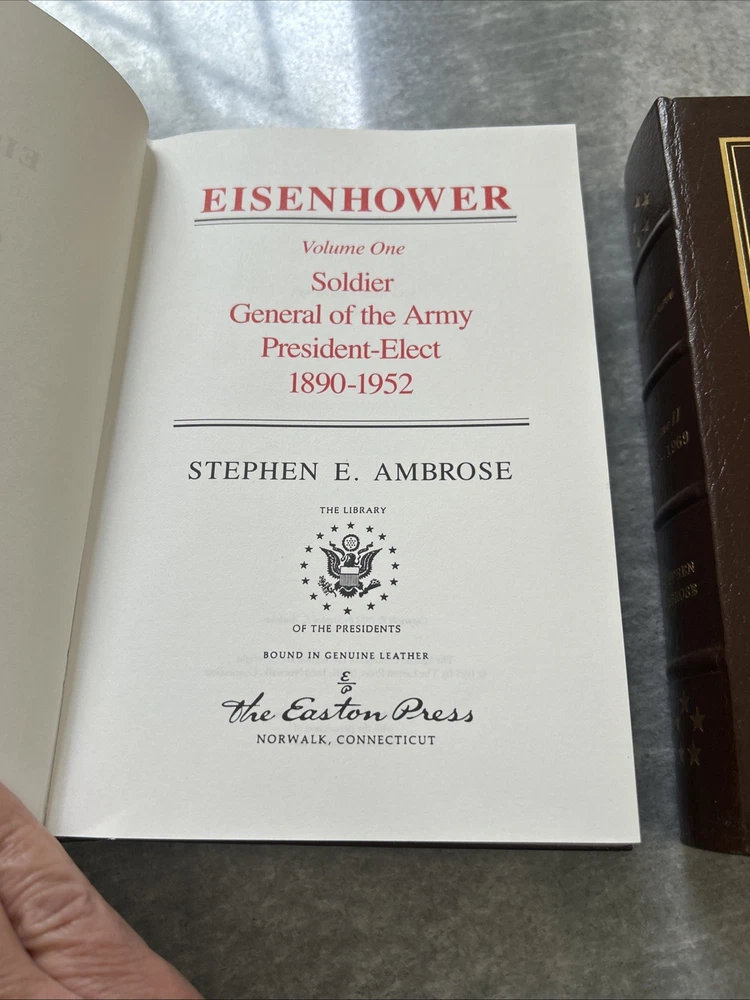 EISENHOWER
Volume One
Soldier
General of the Army
President-Elect
1890-1952
STEPHEN E. AMBROSE
THE LIBRARY
OF THE PRESIDENTS
BOUND IN GENUINE LEATHER
E/P
The Easton Press
NORWALK, CONNECTICUT
II